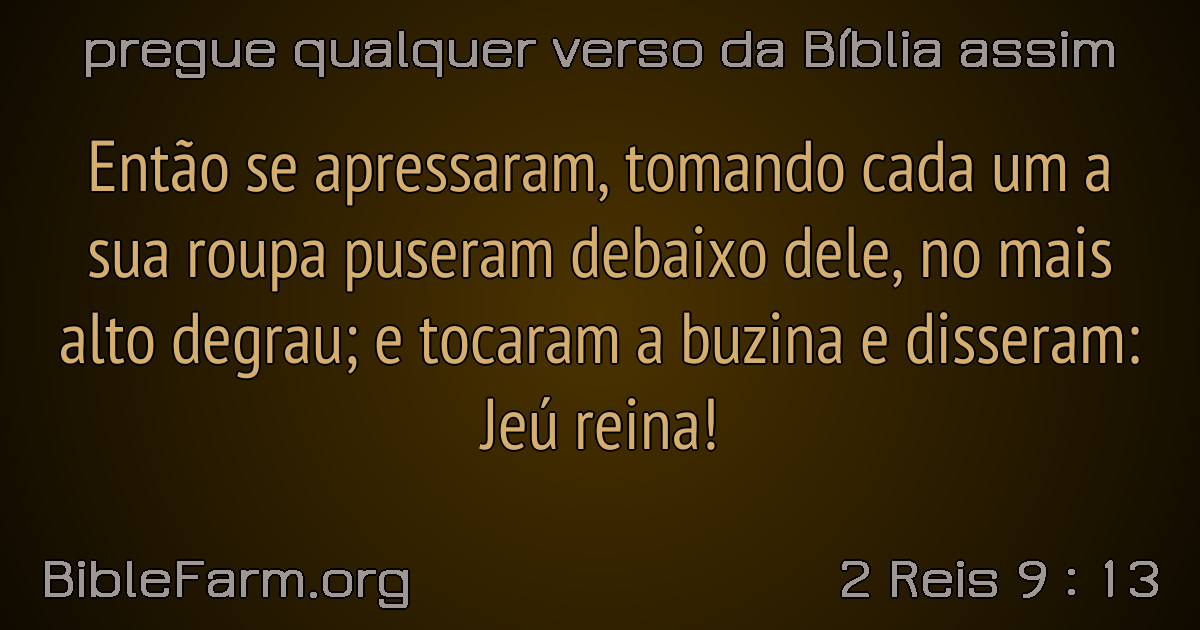 pregue qualquer verso da Bíblia assim
Então se apressaram, tomando cada um a
sua roupa puseram debaixo dele, no mais
alto degrau; e tocaram a buzina e disseram:
Jeú reina!
BibleFarm.org
2 Reis 9 : 13